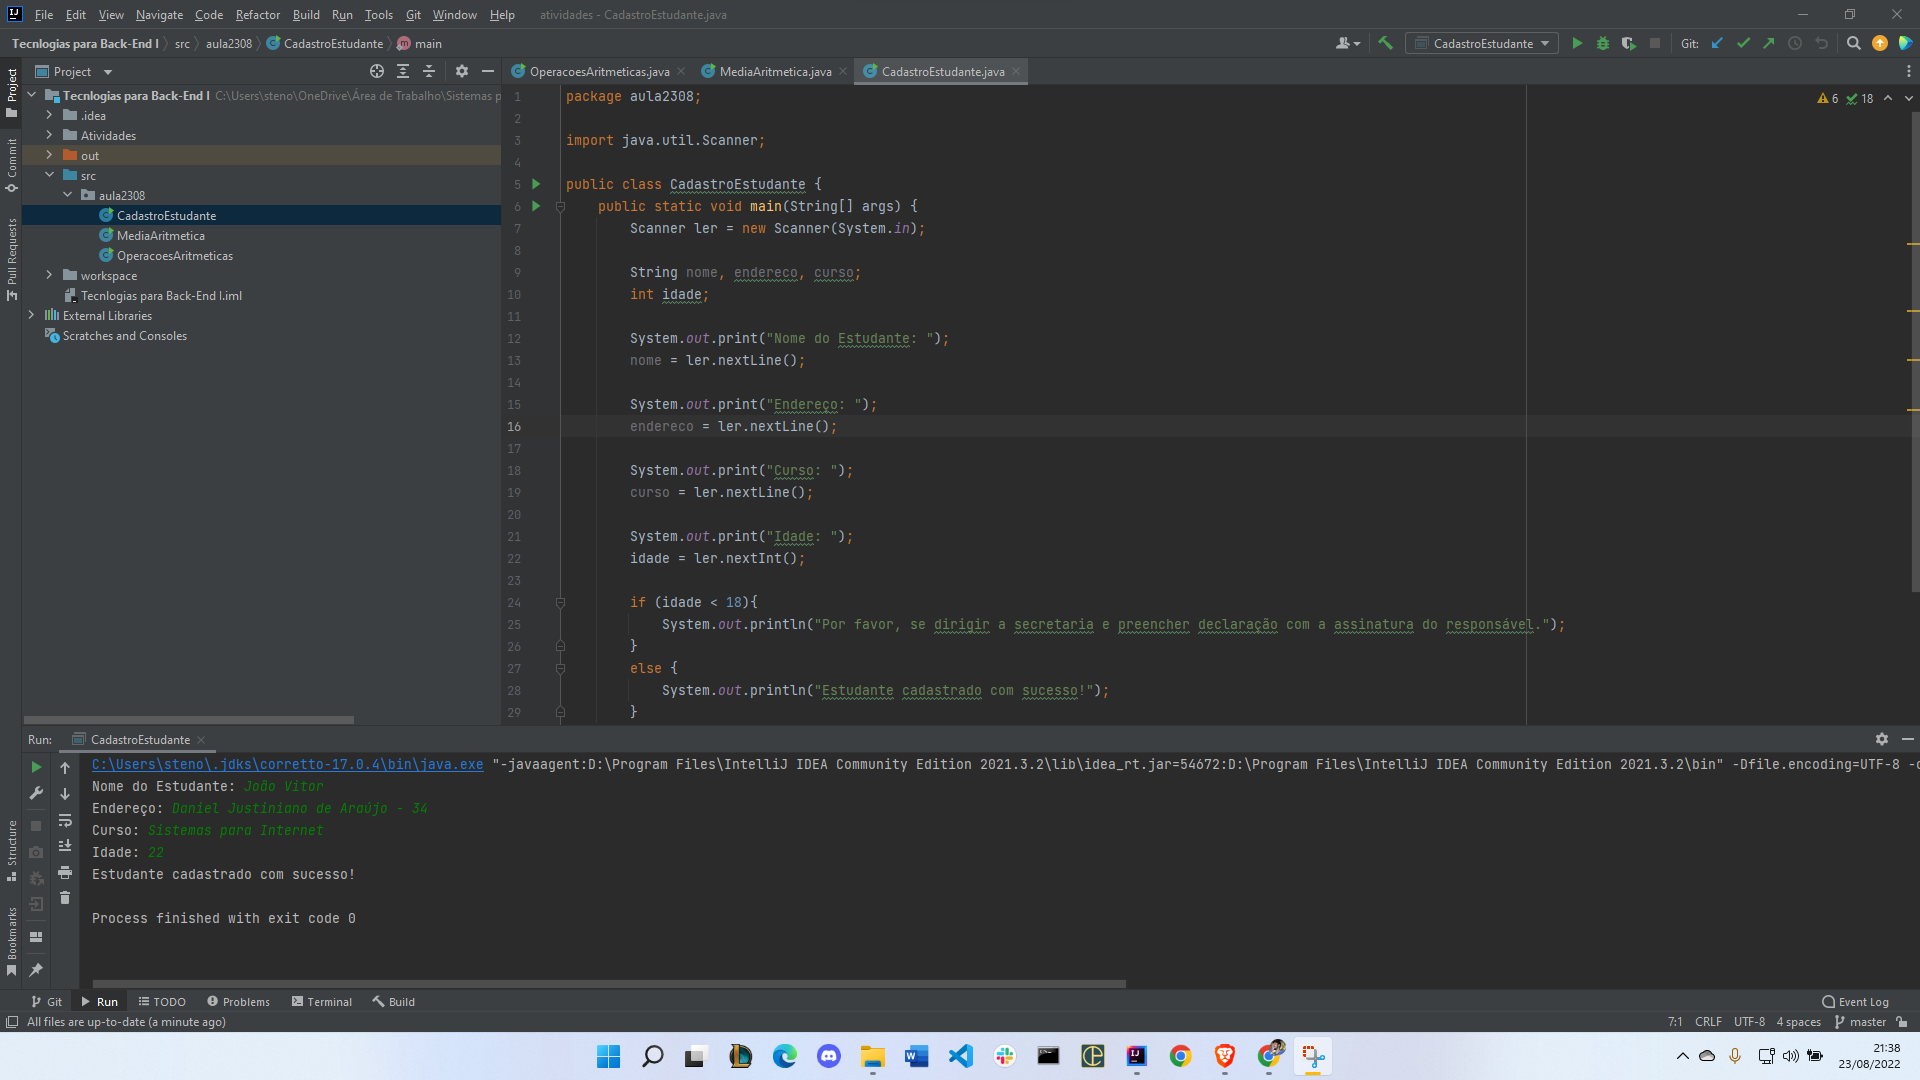 File Edit View Navigate Code Refactor Build Run Tools Git Window Help atividades - CadastroEstudante.java
Tecnlogias para Back-End I src aula2308 CadastroEstudante main CadastroEstudante Git:
Project OperacoesAritmeticas.java MediaAritmetica.java CadastroEstudante.java
Tecnlogias para Back-End I C:\Users\steno\OneDrive\Área de Trabalho\Sistemas p
.idea
Atividades
out
src
aula2308
CadastroEstudante
MediaAritmetica
OperacoesAritmeticas
workspace
Tecnlogias para Back-End I.iml
External Libraries
Scratches and Consoles
Project
Commit
Pull Requests
Structure
Bookmarks
6 18
1 package aula2308;
2
3 import java.util.Scanner;
4
5 public class CadastroEstudante {
6 public static void main(String[] args) {
7 Scanner ler = new Scanner(System.in);
8
9 String nome, endereco, curso;
10 int idade;
11
12 System.out.print("Nome do Estudante: ");
13 nome = ler.nextLine();
14
15 System.out.print("Endereço: ");
16 endereco = ler.nextLine();
17
18 System.out.print("Curso: ");
19 curso = ler.nextLine();
20
21 System.out.print("Idade: ");
22 idade = ler.nextInt();
23
24 if (idade < 18){
25 System.out.println("Por favor, se dirigir a secretaria e preencher declaração com a assinatura do responsável.");
26 }
27 else {
28 System.out.println("Estudante cadastrado com sucesso!");
29 }
Run: CadastroEstudante
C:\Users\steno\.jdks\corretto-17.0.4\bin\java.exe "-javaagent:D:\Program Files\IntelliJ IDEA Community Edition 2021.3.2\lib\idea_rt.jar=54672:D:\Program Files\IntelliJ IDEA Community Edition 2021.3.2\bin" -Dfile.encoding=UTF-8 -c
Nome do Estudante: João Vitor
Endereço: Daniel Justiniano de Araújo - 34
Curso: Sistemas para Internet
Idade: 22
Estudante cadastrado com sucesso!
Process finished with exit code 0
Git Run TODO Problems Terminal Build Event Log
All files are up-to-date (a minute ago) 7:1 CRLF UTF-8 4 spaces master
21:38
23/08/2022